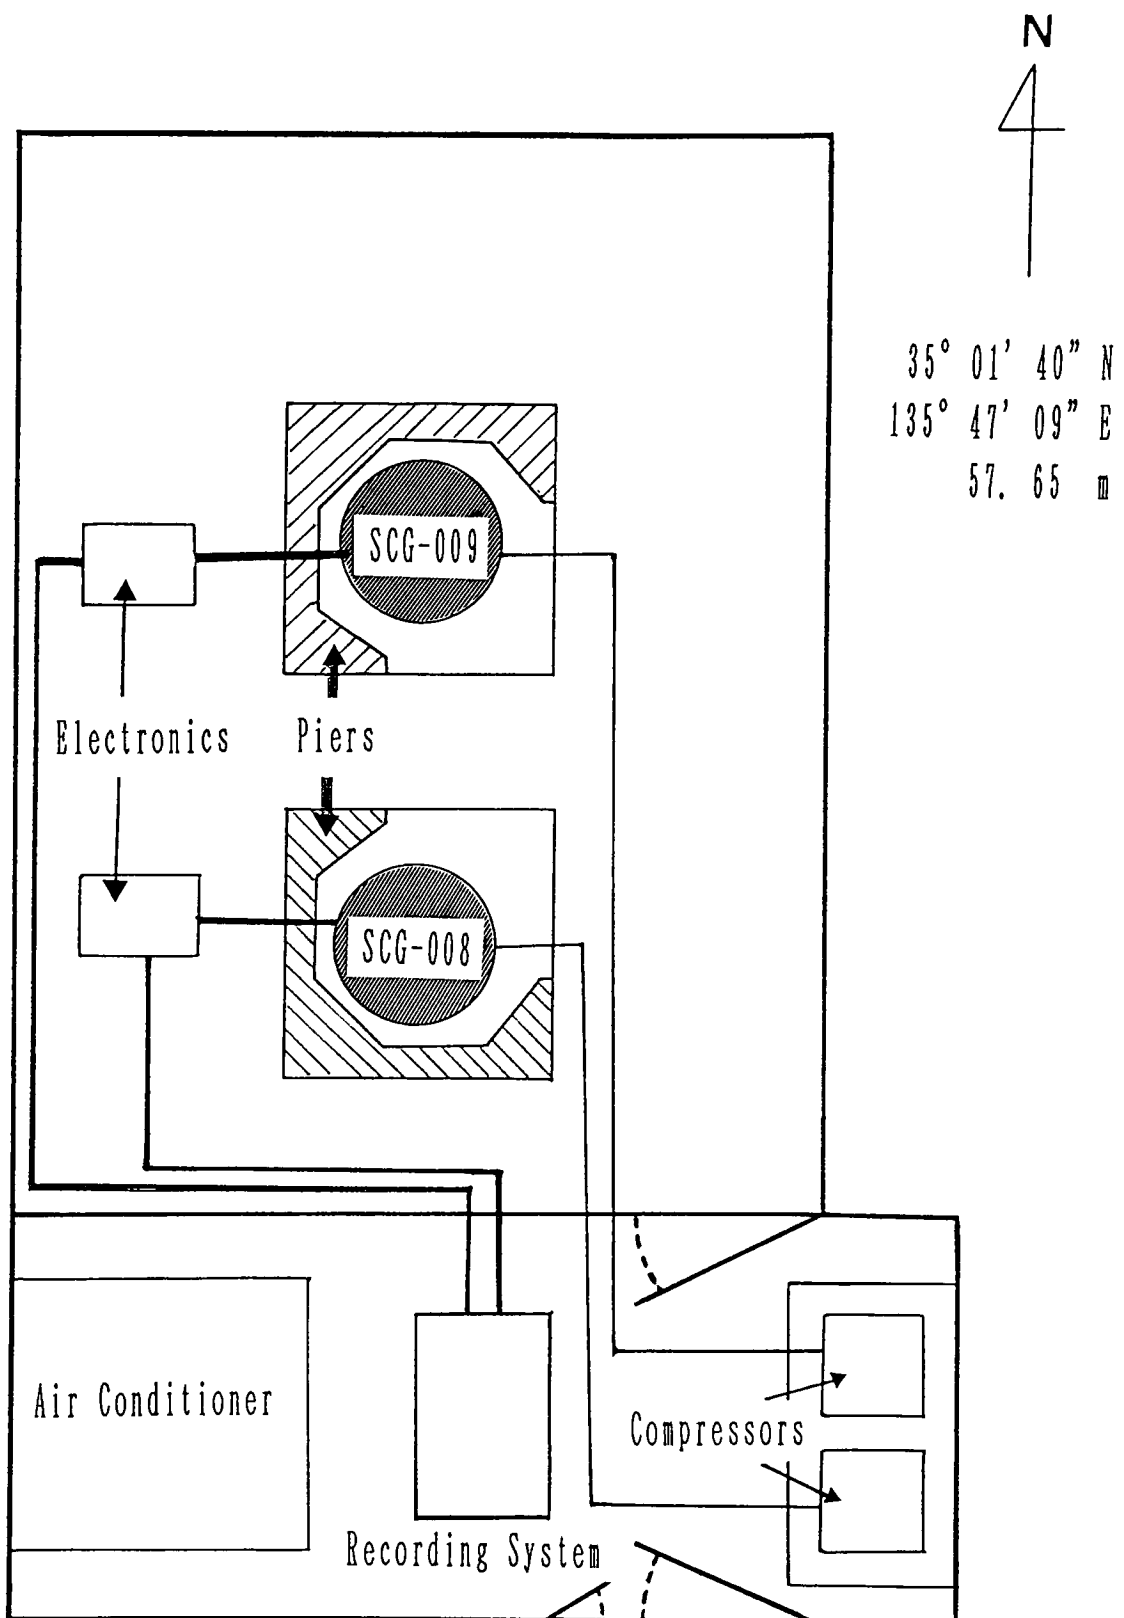 N
35° 01' 40" N
135° 47' 09" E
57. 65 m
SCG-009
Electronics
Piers
SCG-008
Air Conditioner
Compressors
Recording System